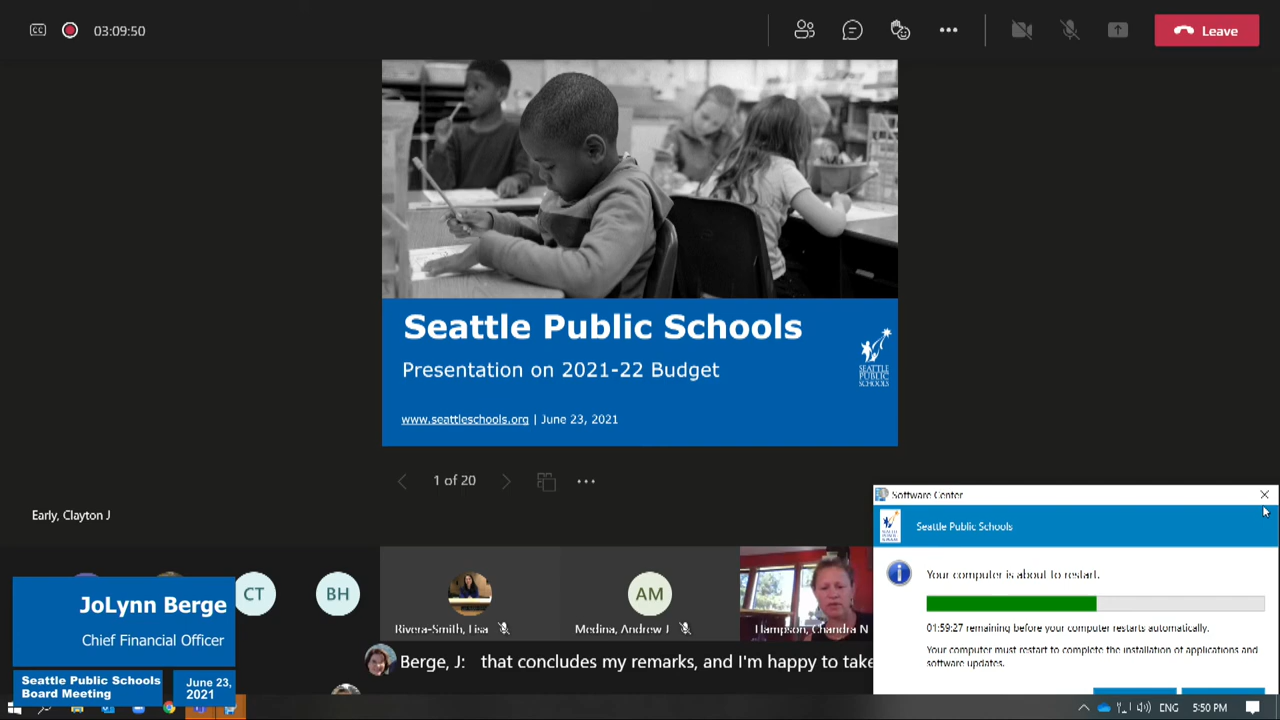 CC
03:09:50
Leave
Seattle Public Schools
Presentation on 2021-22 Budget
SEATTLE
PUBLIC
SCHOOLS
www.seattleschools.org | June 23, 2021
1 of 20
Early, Clayton J
CT
BH
AM
Rivera-Smith, Lisa
Medina, Andrew J
Hampson, Chandra N
JoLynn Berge
Chief Financial Officer
Seattle Public Schools
Board Meeting
June 23,
2021
Berge, J: that concludes my remarks, and I'm happy to take
Software Center
Seattle Public Schools
Your computer is about to restart.
01:59:27 remaining before your computer restarts automatically.
Your computer must restart to complete the installation of applications and
software updates.
ENG
5:50 PM